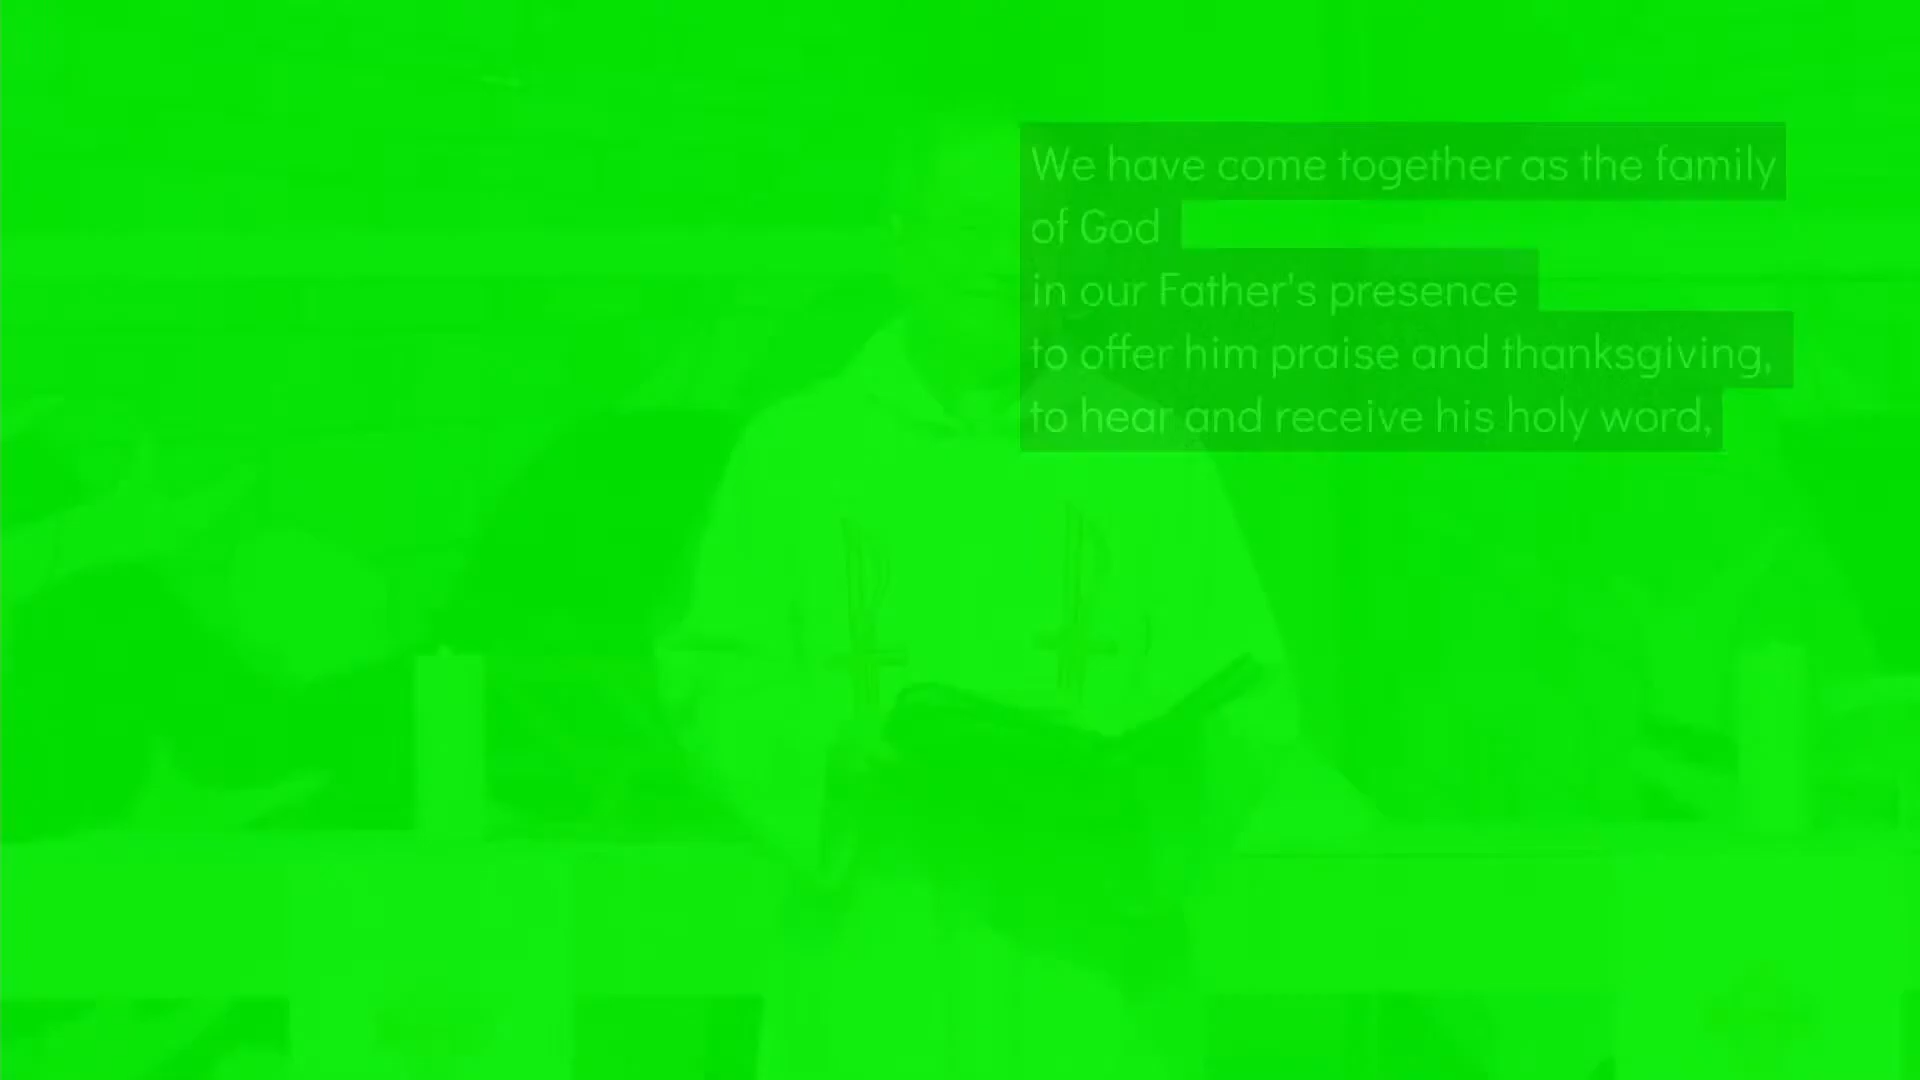 We have come together as the family
of God
in our Father's presence
to offer him praise and thanksgiving,
to hear and receive his holy word,